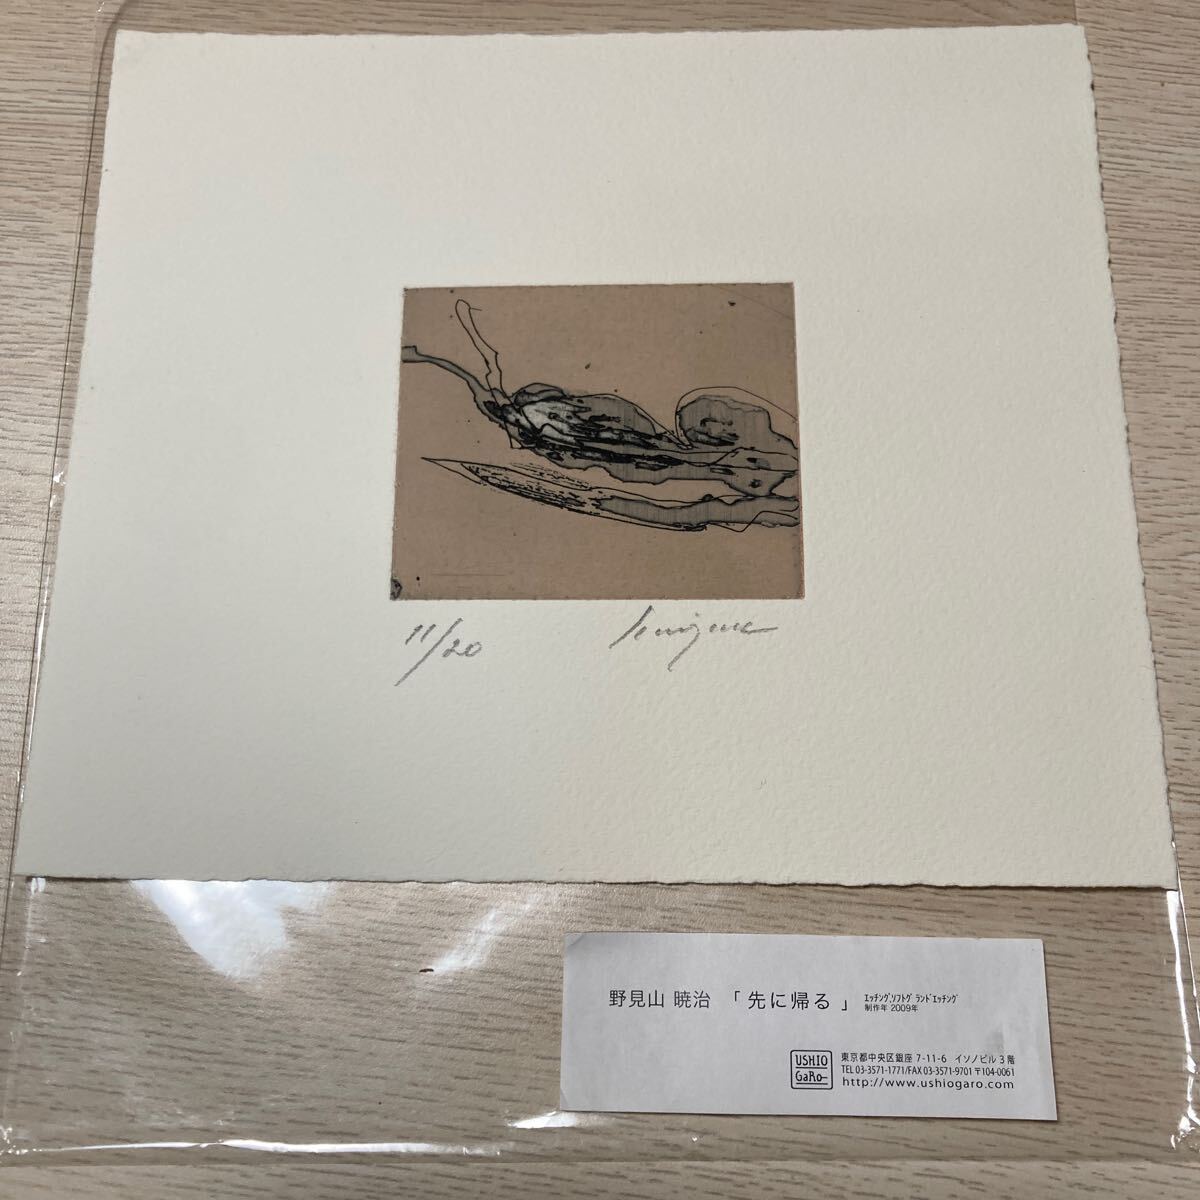 11/20
野見山 暁治 「先に帰る」 ｴｯﾁﾝｸﾞ,ｿﾌﾄｸﾞﾗﾝﾄﾞｴｯﾁﾝｸﾞ
制作年 2009年
USHIO
GaRo
東京都中央区銀座 7-11-6 イソノビル3階
TEL 03-3571-1771/FAX 03-3571-9701 〒104-0061
http://www.ushiogaro.com